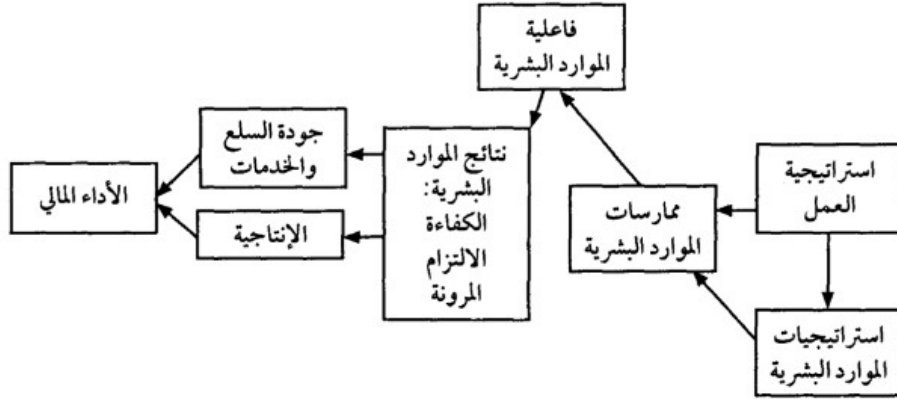 استراتيجية
العمل
استراتيجيات
الموارد البشرية
ممارسات
الموارد البشرية
فاعلية
الموارد البشرية
نتائج الموارد
البشرية:
الكفاءة
الالتزام
المرونة
جودة السلع
والخدمات
الإنتاجية
الأداء المالي